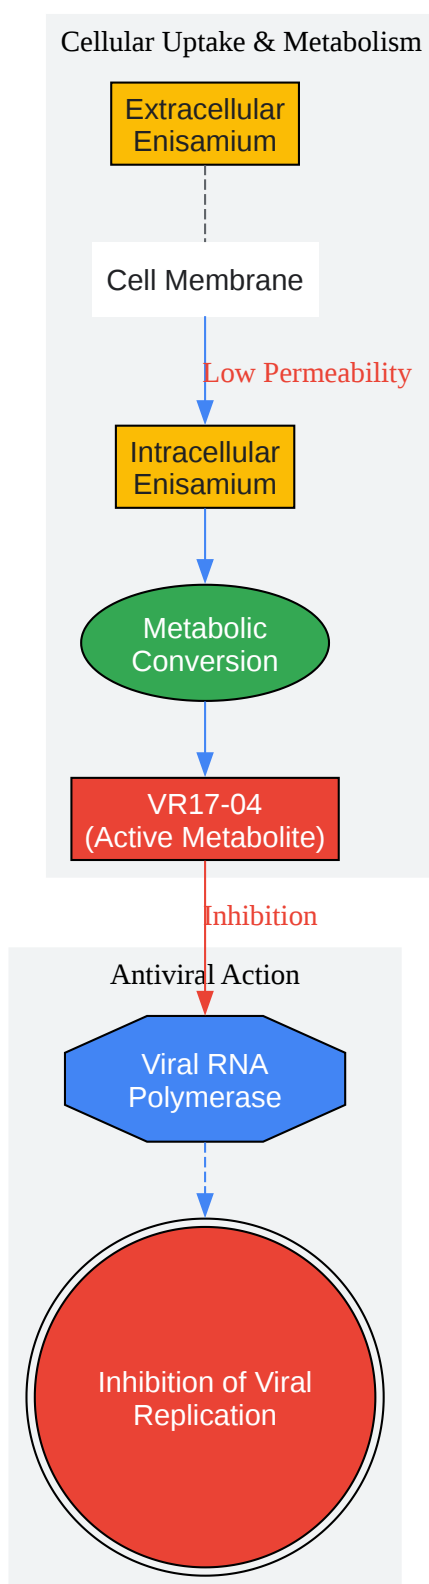 Cellular Uptake & Metabolism
Extracellular
Enisamium
Cell Membrane
Low Permeability
Intracellular
Enisamium
Metabolic
Conversion
VR17-04
(Active Metabolite)
Inhibition
Antiviral Action
Viral RNA
Polymerase
Inhibition of Viral
Replication